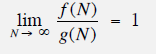 lim f(N)/g(N) = 1
N → ∞